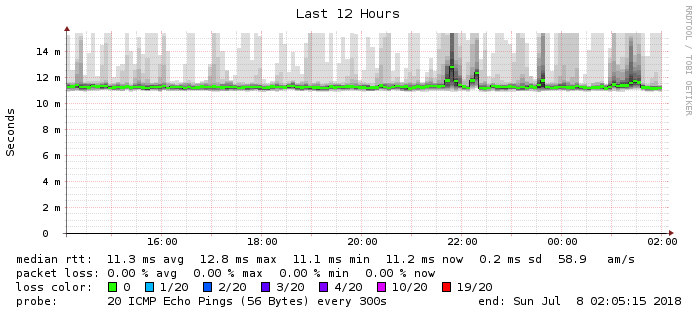 Last 12 Hours
RRDTOOL / TOBI OETIKER
Seconds
14 m
12 m
10 m
8 m
6 m
4 m
2 m
0
16:00 18:00 20:00 22:00 00:00 02:00
median rtt: 11.3 ms avg 12.8 ms max 11.1 ms min 11.2 ms now 0.2 ms sd 58.9 am/s
packet loss: 0.00 % avg 0.00 % max 0.00 % min 0.00 % now
loss color: 0 1/20 2/20 3/20 4/20 10/20 19/20
probe: 20 ICMP Echo Pings (56 Bytes) every 300s end: Sun Jul 8 02:05:15 2018